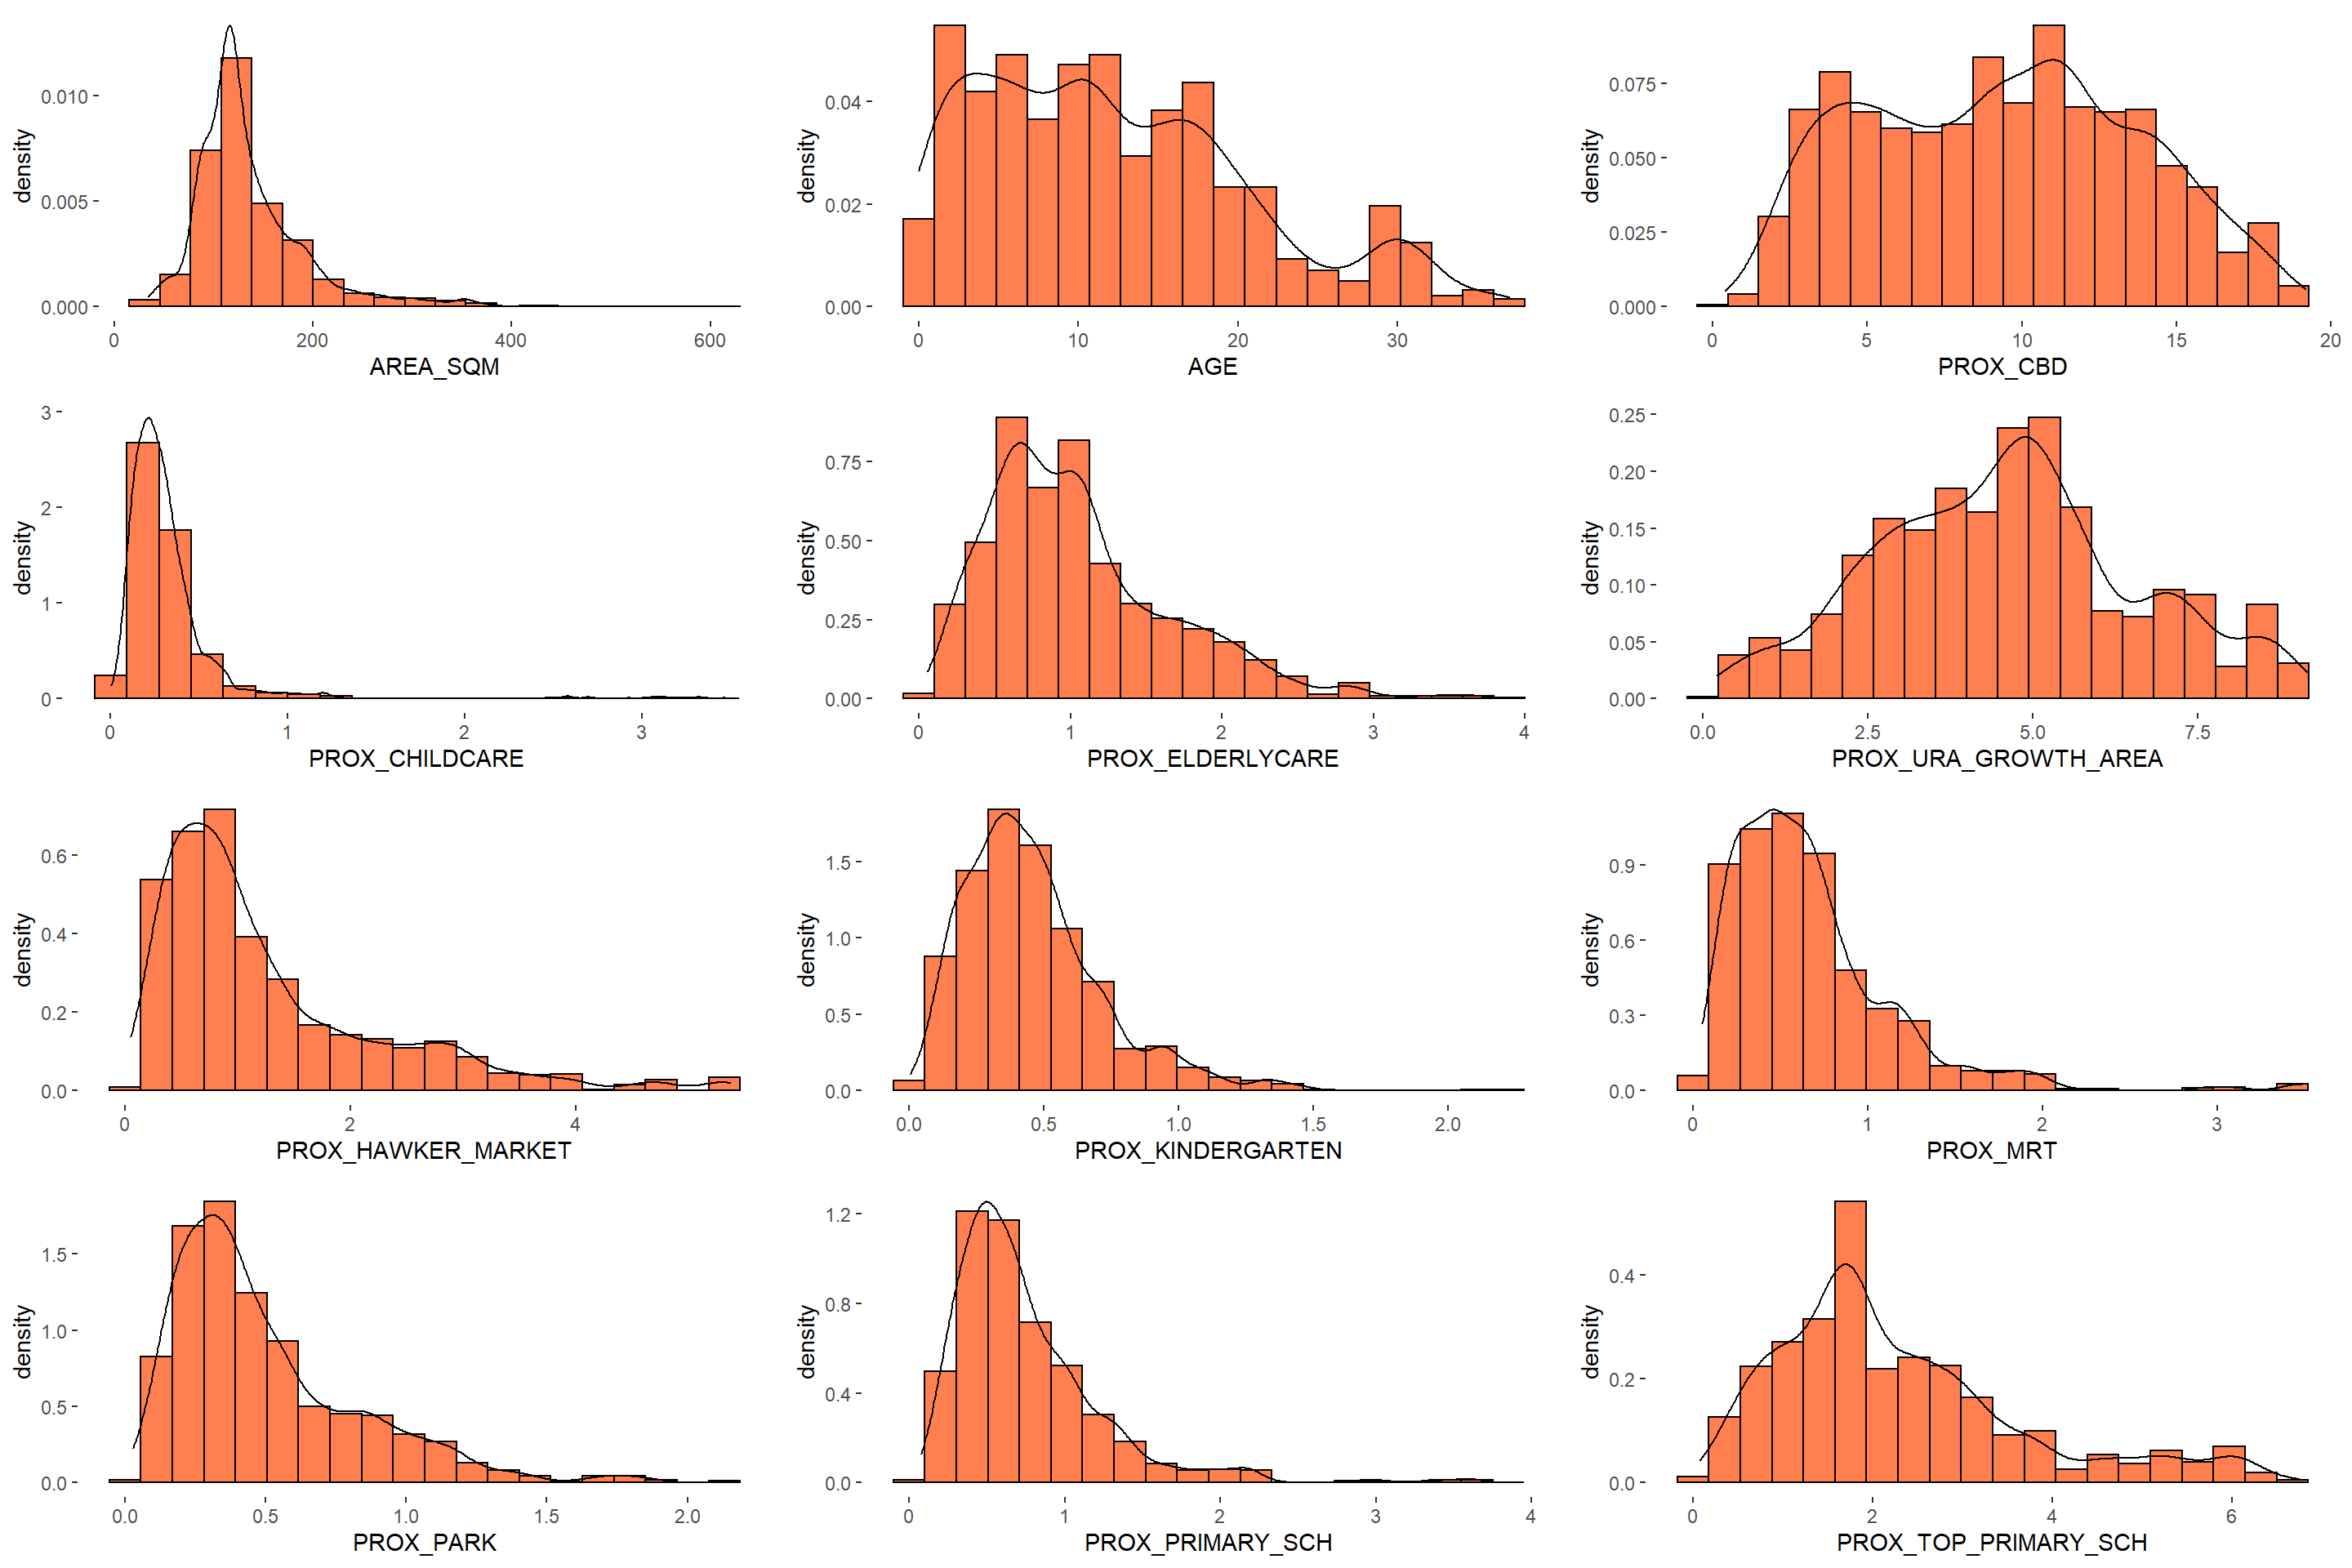 density
0.010
0.005
0.000
0 200 400 600
AREA_SQM
density
0.04
0.02
0.00
0 10 20 30
AGE
density
0.075
0.050
0.025
0.000
0 5 10 15 20
PROX_CBD
density
3
2
1
0
0 1 2 3
PROX_CHILDCARE
density
0.75
0.50
0.25
0.00
0 1 2 3 4
PROX_ELDERLYCARE
density
0.25
0.20
0.15
0.10
0.05
0.00
0.0 2.5 5.0 7.5
PROX_URA_GROWTH_AREA
density
0.6
0.4
0.2
0.0
0 2 4
PROX_HAWKER_MARKET
density
1.5
1.0
0.5
0.0
0.0 0.5 1.0 1.5 2.0
PROX_KINDERGARTEN
density
0.9
0.6
0.3
0.0
0 1 2 3
PROX_MRT
density
1.5
1.0
0.5
0.0
0.0 0.5 1.0 1.5 2.0
PROX_PARK
density
1.2
0.8
0.4
0.0
0 1 2 3 4
PROX_PRIMARY_SCH
density
0.4
0.2
0.0
0 2 4 6
PROX_TOP_PRIMARY_SCH